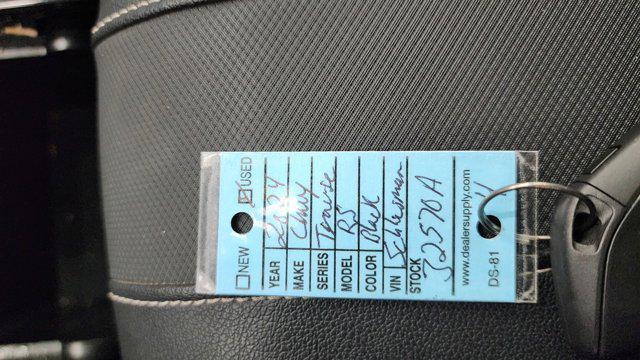 NEW USED
YEAR 2024
MAKE Chevy
SERIES Traverse
MODEL RS
COLOR Black
VIN
STOCK 32570A
www.dealersupply.com
DS-81